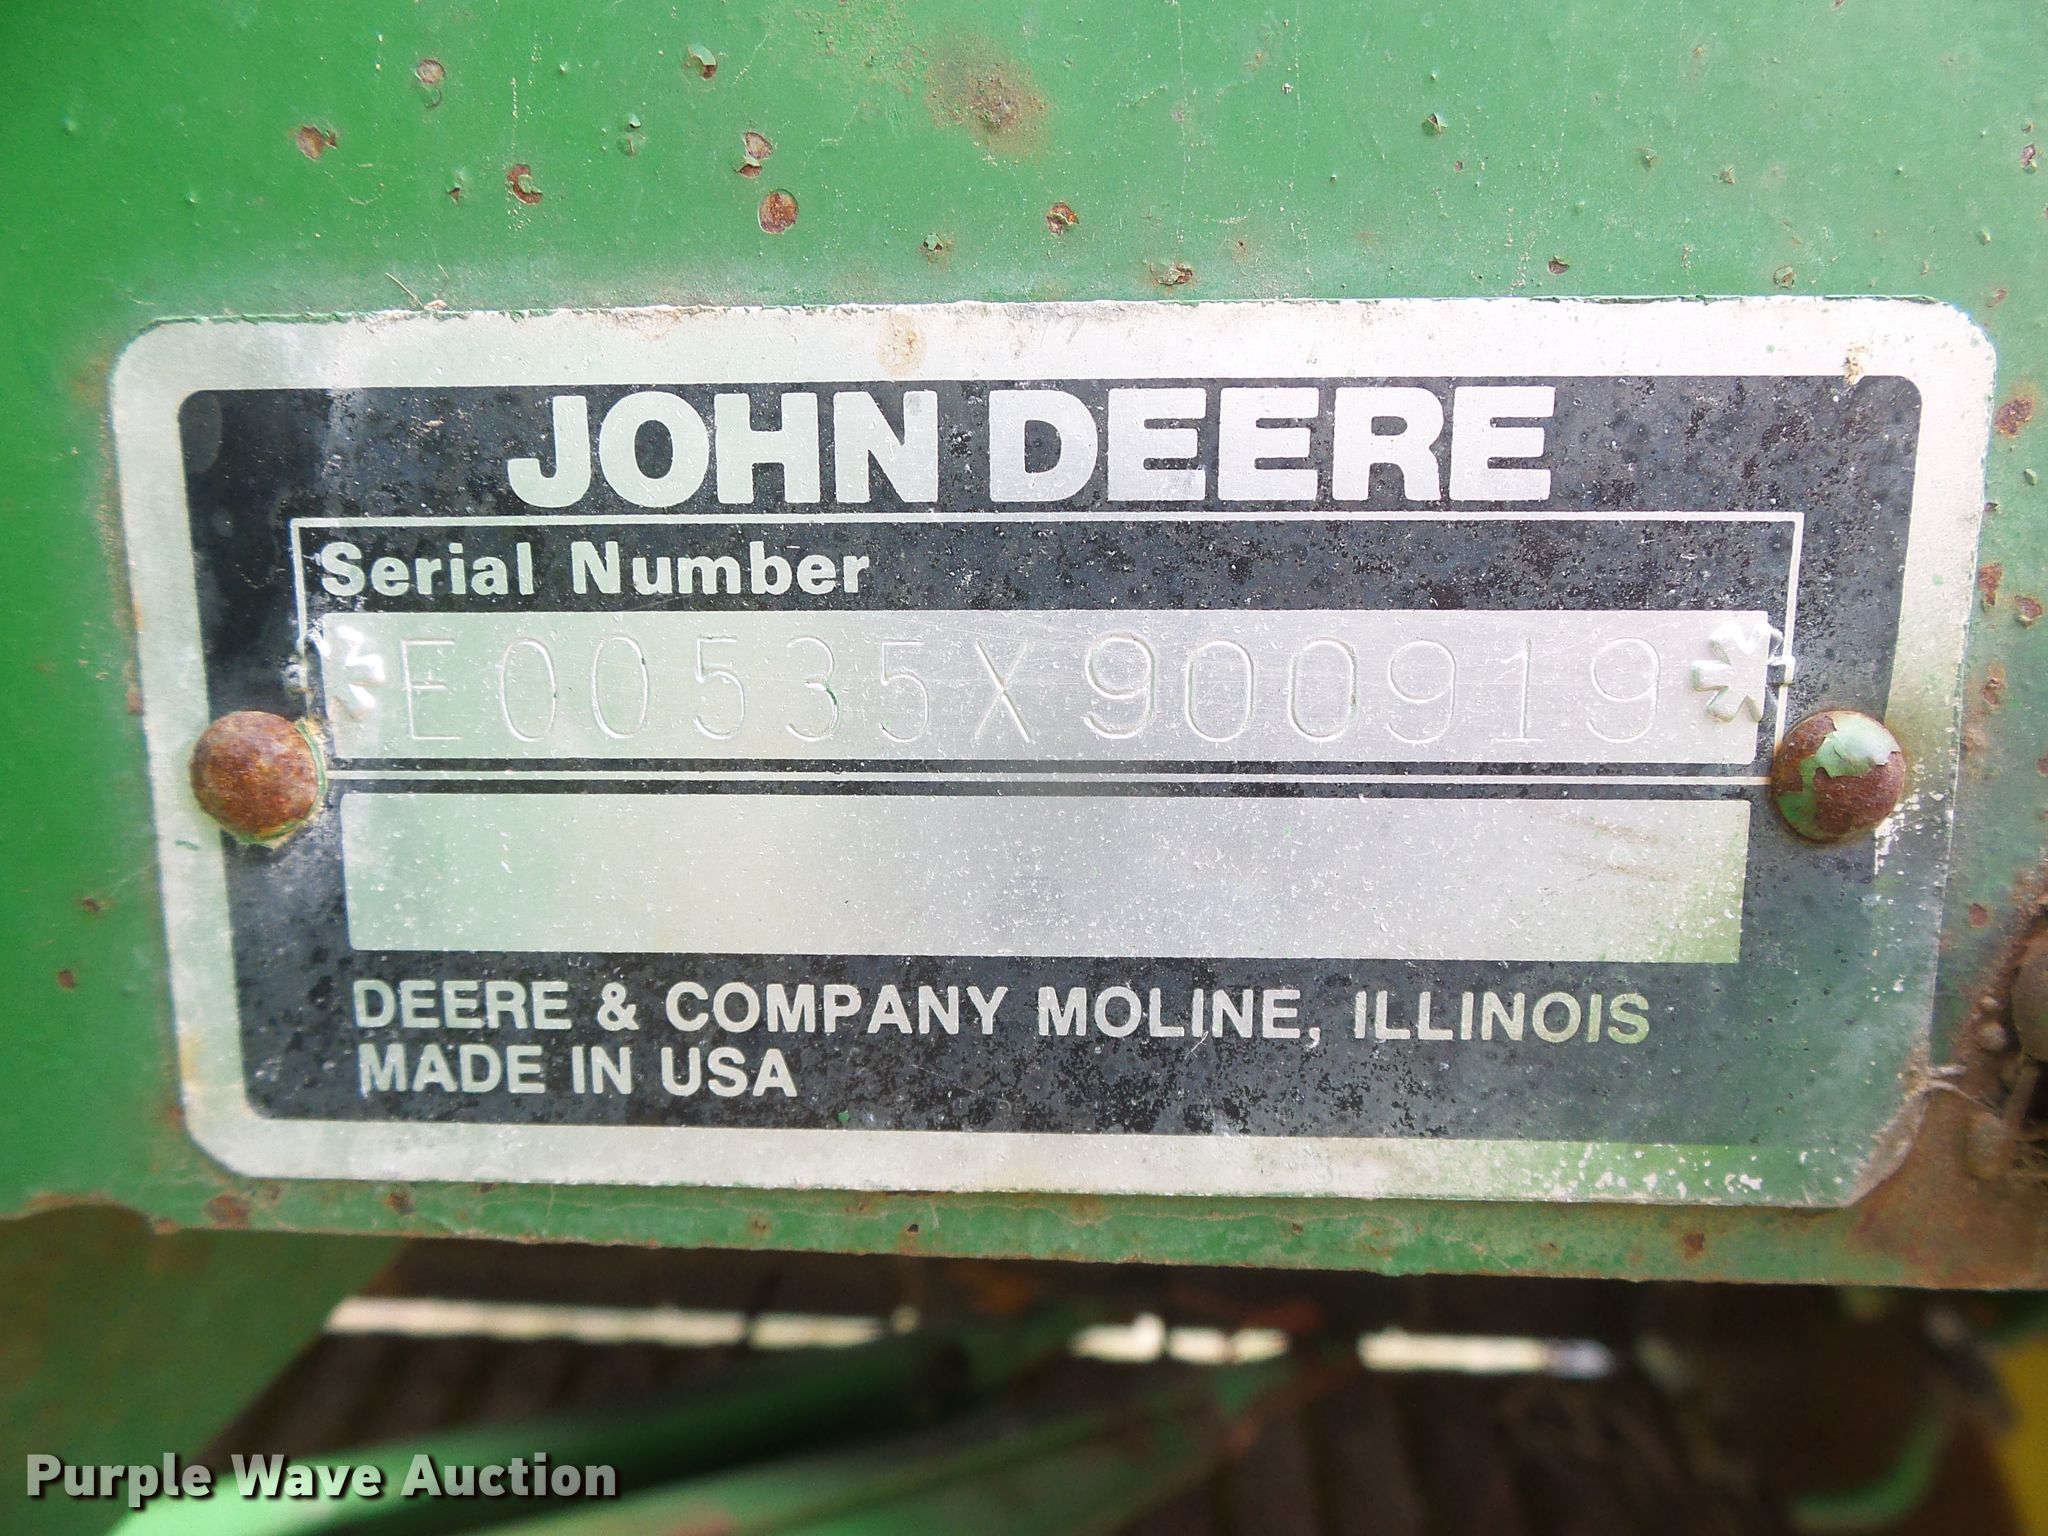 JOHN DEERE
Serial Number
*E00535X900919*
DEERE & COMPANY MOLINE, ILLINOIS
MADE IN USA
Purple Wave Auction